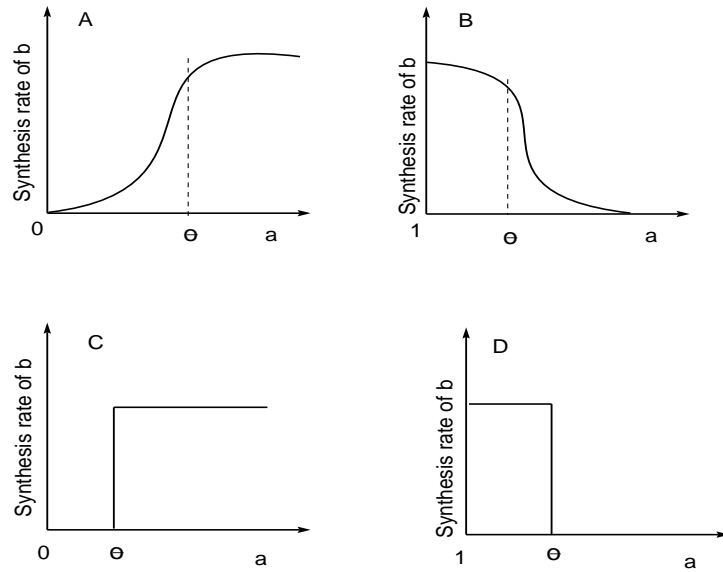 A
Synthesis rate of b
0
ɵ
a
B
Synthesis rate of b
1
ɵ
a
C
Synthesis rate of b
0
ɵ
a
D
Synthesis rate of b
1
ɵ
a